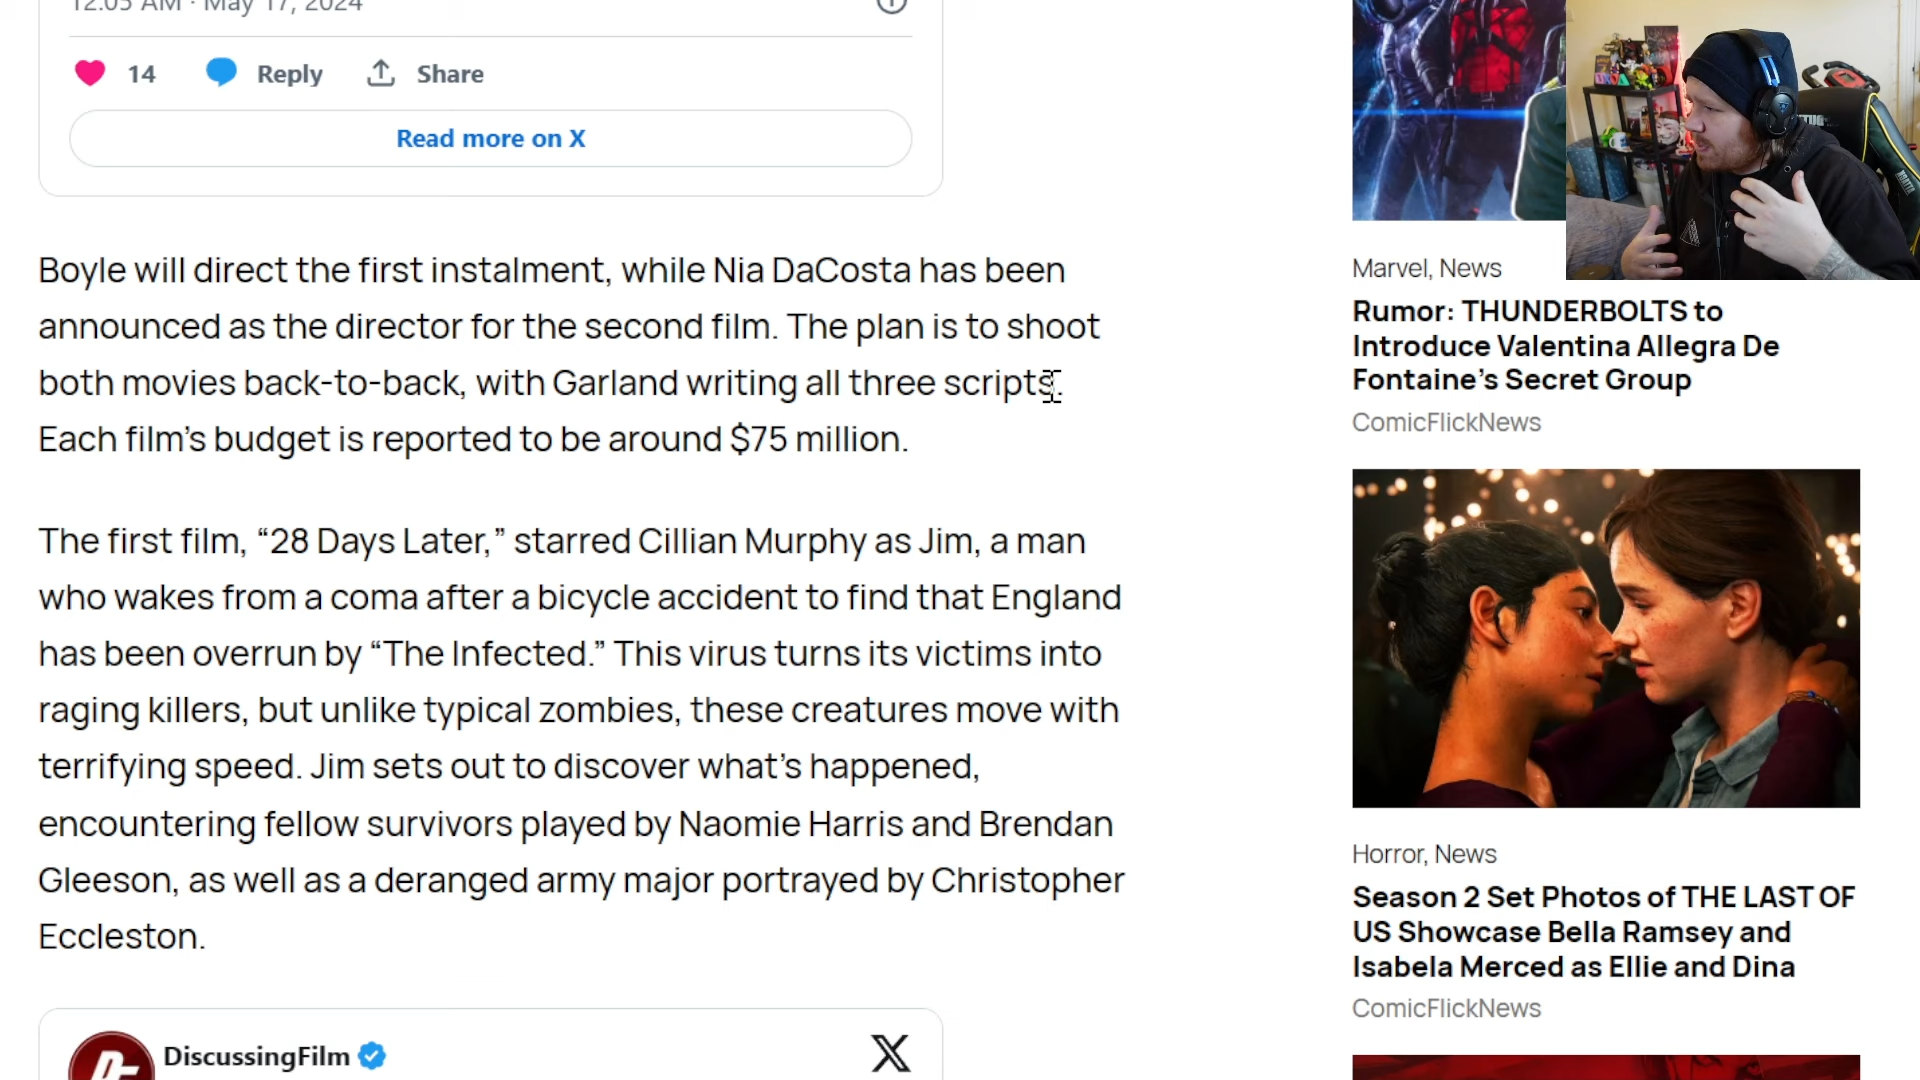 12:05 AM · May 17, 2024
14 Reply Share
Read more on X
Boyle will direct the first instalment, while Nia DaCosta has been
announced as the director for the second film. The plan is to shoot
both movies back-to-back, with Garland writing all three scripts.
Each film’s budget is reported to be around $75 million.
The first film, “28 Days Later,” starred Cillian Murphy as Jim, a man
who wakes from a coma after a bicycle accident to find that England
has been overrun by “The Infected.” This virus turns its victims into
raging killers, but unlike typical zombies, these creatures move with
terrifying speed. Jim sets out to discover what’s happened,
encountering fellow survivors played by Naomie Harris and Brendan
Gleeson, as well as a deranged army major portrayed by Christopher
Eccleston.
DiscussingFilm
Marvel, News
Rumor: THUNDERBOLTS to
Introduce Valentina Allegra De
Fontaine’s Secret Group
ComicFlickNews
Horror, News
Season 2 Set Photos of THE LAST OF
US Showcase Bella Ramsey and
Isabela Merced as Ellie and Dina
ComicFlickNews